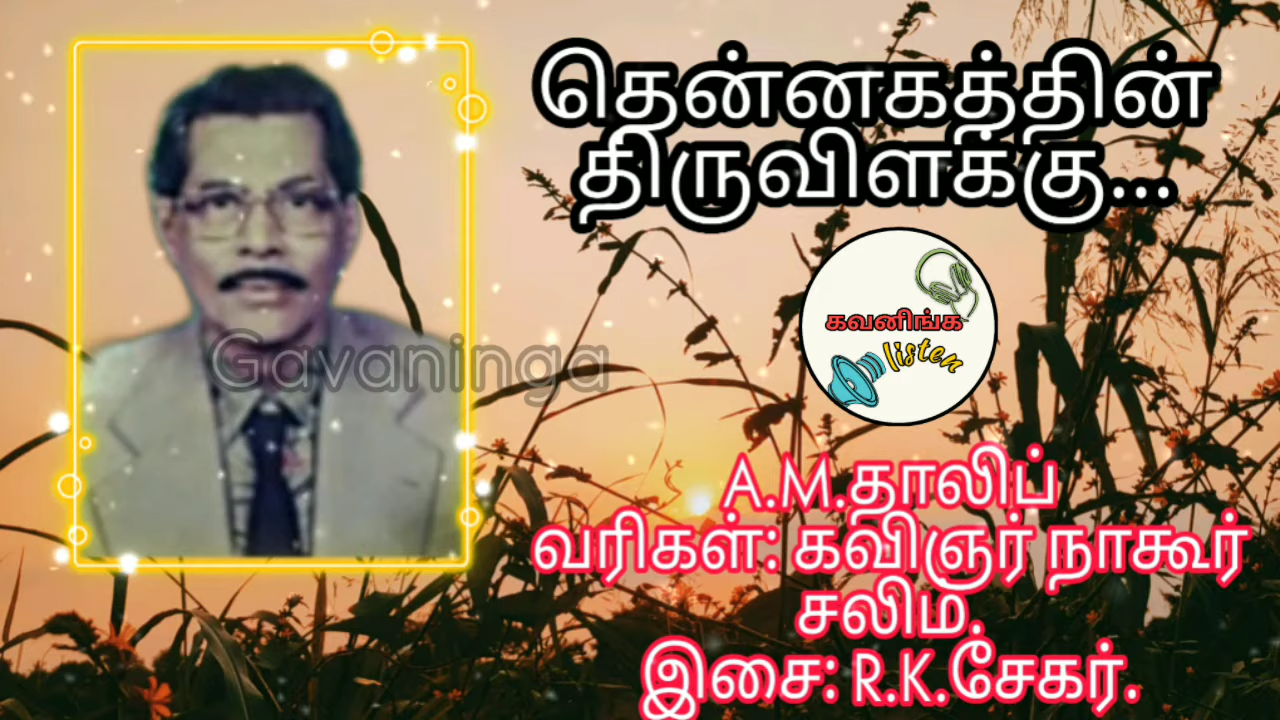 தென்னகத்தின்
திருவிளக்கு...
கவனிங்க
listen
Gavaninga
A.M.தாலிப்
வரிகள்: கவிஞர் நாகூர்
சலிம்.
இசை: R.K.சேகர்.